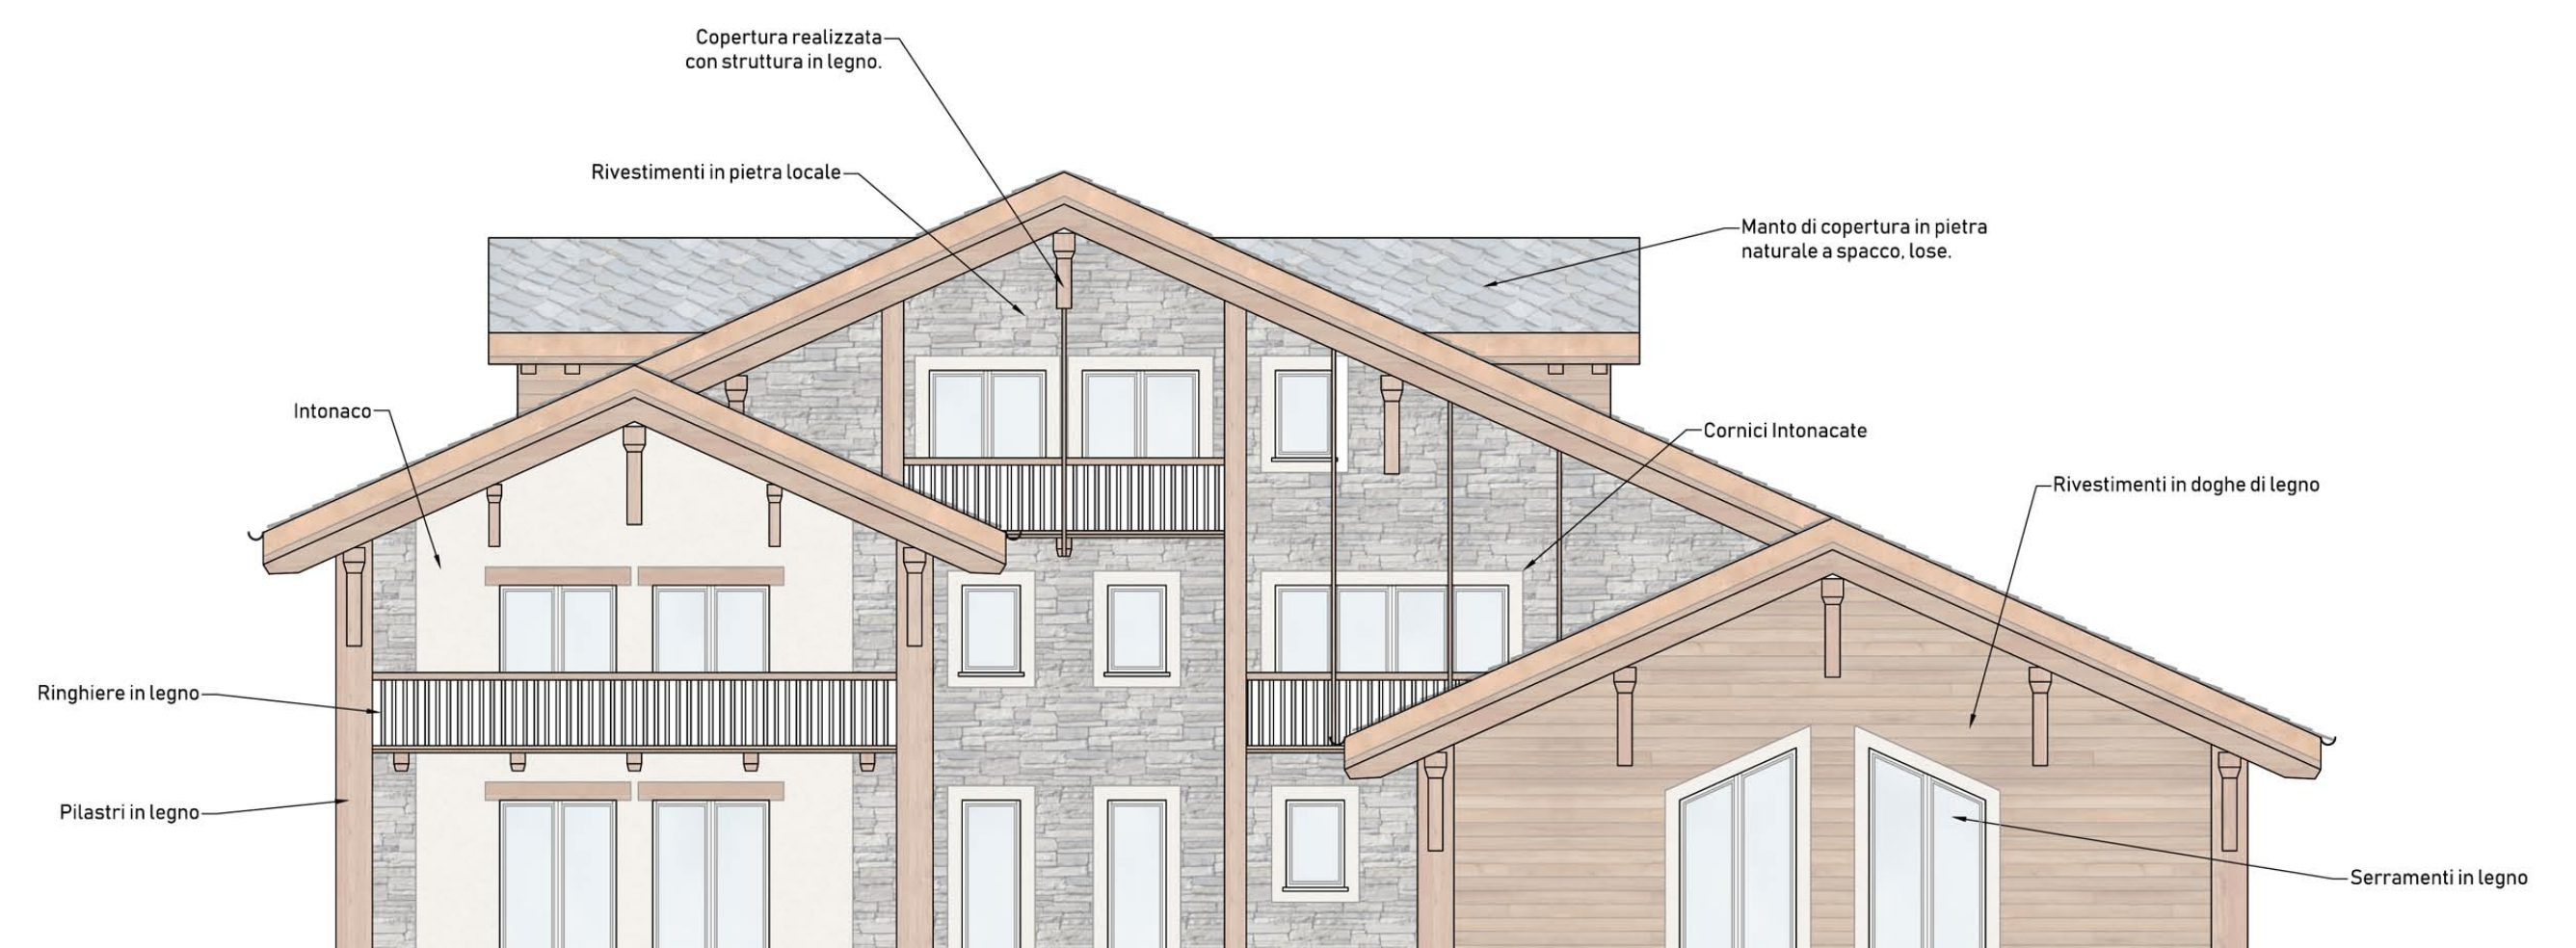 Copertura realizzata
con struttura in legno.
Rivestimenti in pietra locale
Manto di copertura in pietra
naturale a spacco, lose.
Intonaco
Cornici Intonacate
Rivestimenti in doghe di legno
Ringhiere in legno
Pilastri in legno
Serramenti in legno